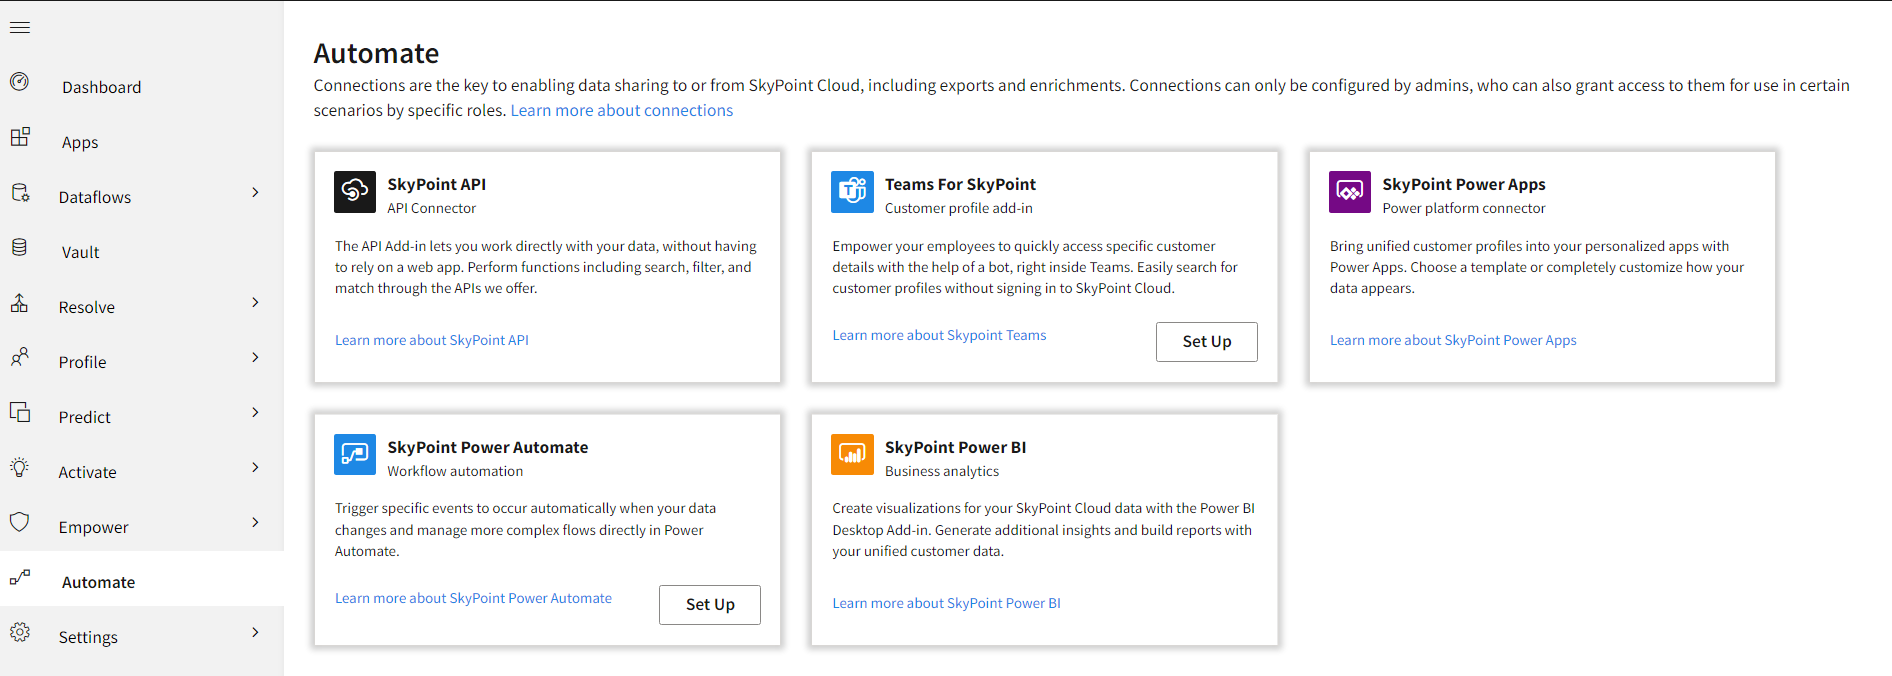 Dashboard
Apps
Dataflows
Vault
Resolve
Profile
Predict
Activate
Empower
Automate
Settings
Automate
Connections are the key to enabling data sharing to or from SkyPoint Cloud, including exports and enrichments. Connections can only be configured by admins, who can also grant access to them for use in certain
scenarios by specific roles. Learn more about connections
SkyPoint API
API Connector
The API Add-in lets you work directly with your data, without having
to rely on a web app. Perform functions including search, filter, and
match through the APIs we offer.
Learn more about SkyPoint API
Teams For SkyPoint
Customer profile add-in
Empower your employees to quickly access specific customer
details with the help of a bot, right inside Teams. Easily search for
customer profiles without signing in to SkyPoint Cloud.
Learn more about Skypoint Teams
Set Up
SkyPoint Power Apps
Power platform connector
Bring unified customer profiles into your personalized apps with
Power Apps. Choose a template or completely customize how your
data appears.
Learn more about SkyPoint Power Apps
SkyPoint Power Automate
Workflow automation
Trigger specific events to occur automatically when your data
changes and manage more complex flows directly in Power
Automate.
Learn more about SkyPoint Power Automate
Set Up
SkyPoint Power BI
Business analytics
Create visualizations for your SkyPoint Cloud data with the Power BI
Desktop Add-in. Generate additional insights and build reports with
your unified customer data.
Learn more about SkyPoint Power BI